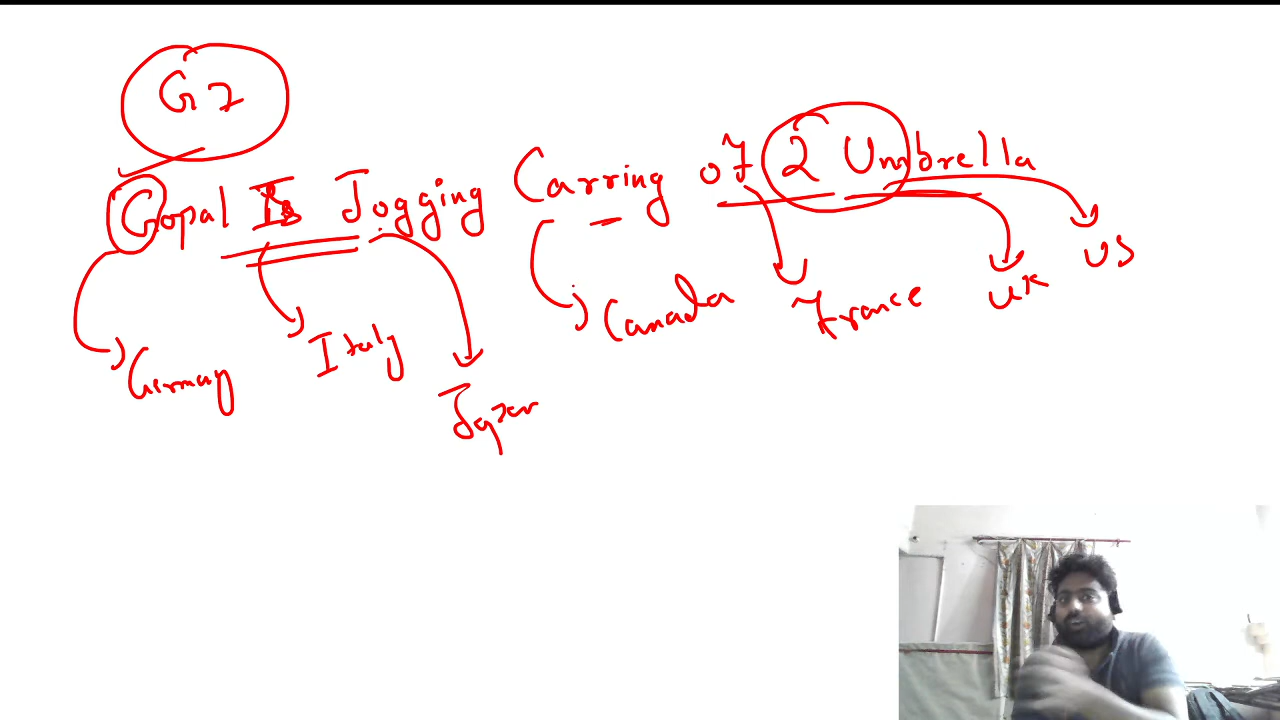 G7
Gopal Is Jogging Carring of 2 Umbrella
US
UK
Canada
France
Italy
Germany
Japan